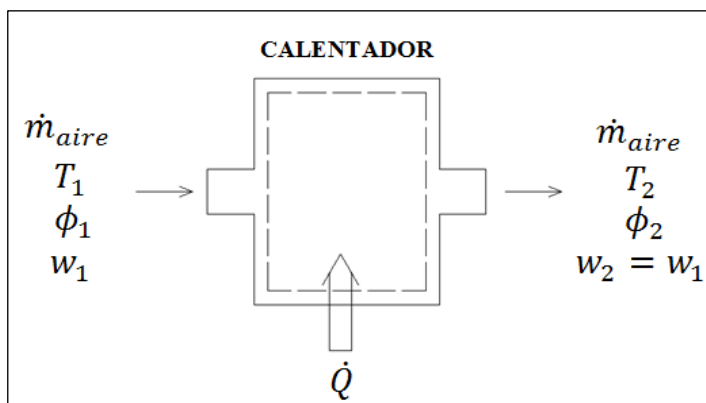 CALENTADOR
ṁ_aire
T_1
ϕ_1
w_1
ṁ_aire
T_2
ϕ_2
w_2 = w_1
Q̇